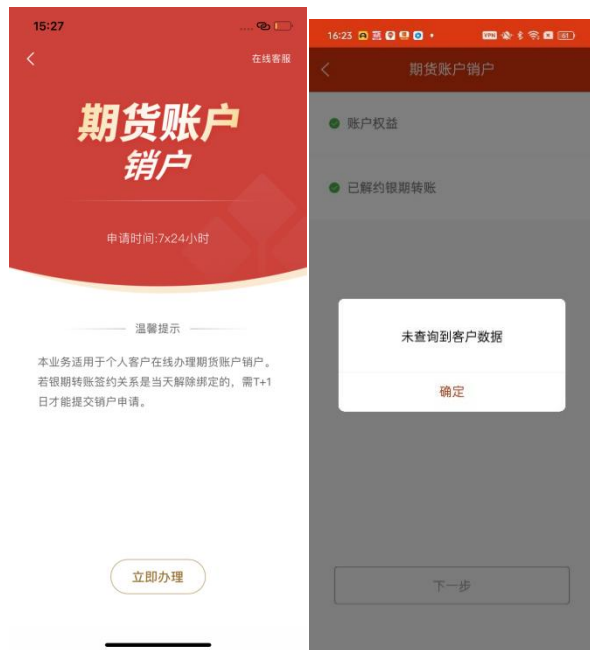 15:27
在线客服
期货账户
销户
申请时间:7x24小时
温馨提示
本业务适用于个人客户在线办理期货账户销户。
若银期转账签约关系是当天解除绑定的，需T+1
日才能提交销户申请。
立即办理
16:23
VPN
61
期货账户销户
账户权益
已解约银期转账
未查询到客户数据
确定
下一步